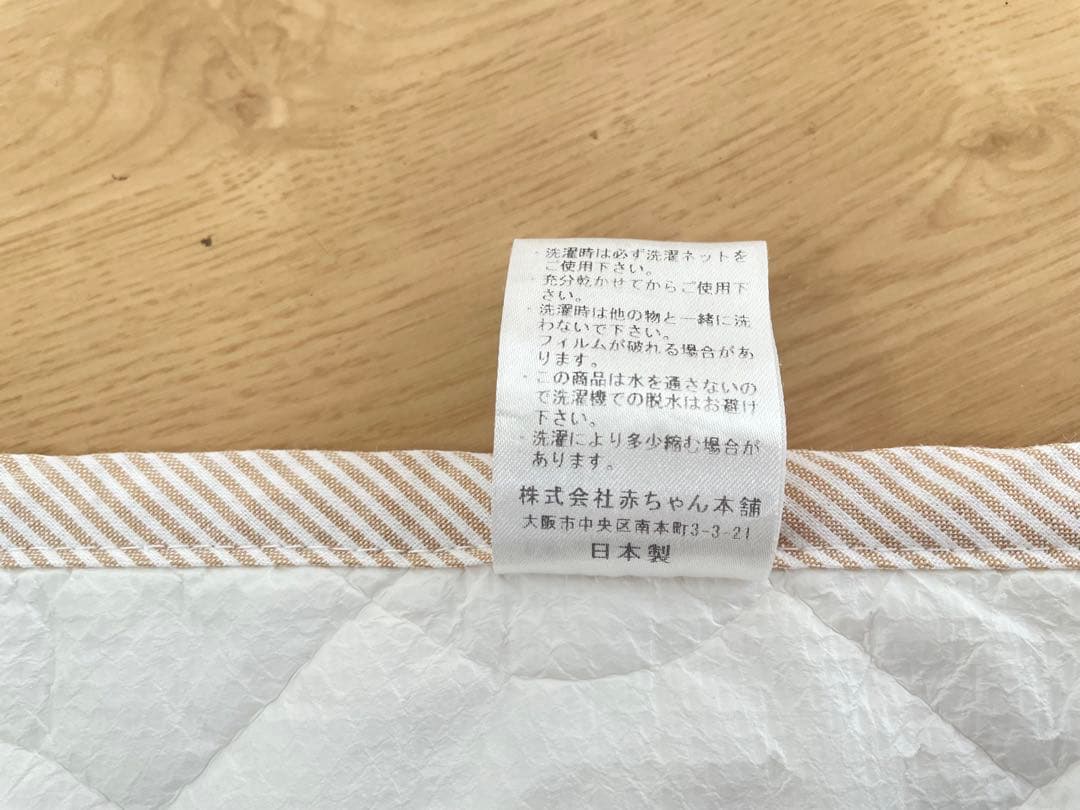 ・洗濯時は必ず洗濯ネットを
ご使用下さい。
・充分乾かせてからご使用下
さい。
・洗濯時は他の物と一緒に洗
わないで下さい。
フィルムが破れる場合があ
ります。
・この商品は水を通さないの
で洗濯機での脱水はお避け
下さい。
・洗濯により多少縮む場合が
あります。
株式会社赤ちゃん本舗
大阪市中央区南本町3-3-21
日本製